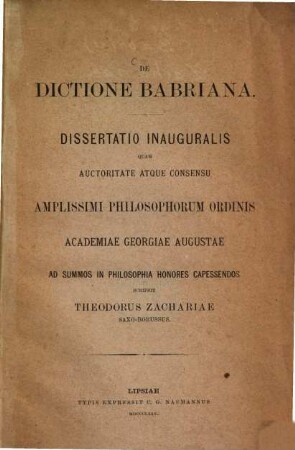 DE
DICTIONE BABRIANA.
DISSERTATIO INAUGURALIS
QUAM
AUCTORITATE ATQUE CONSENSU
AMPLISSIMI PHILOSOPHORUM ORDINIS
ACADEMIAE GEORGIAE AUGUSTAE
AD SUMMOS IN PHILOSOPHIA HONORES CAPESSENDOS
SCRIPSIT
THEODORUS ZACHARIAE
SAXO-BORUSSUS.
LIPSIAE
TYPIS EXPRESSIT C. G. NAUMANNUS.